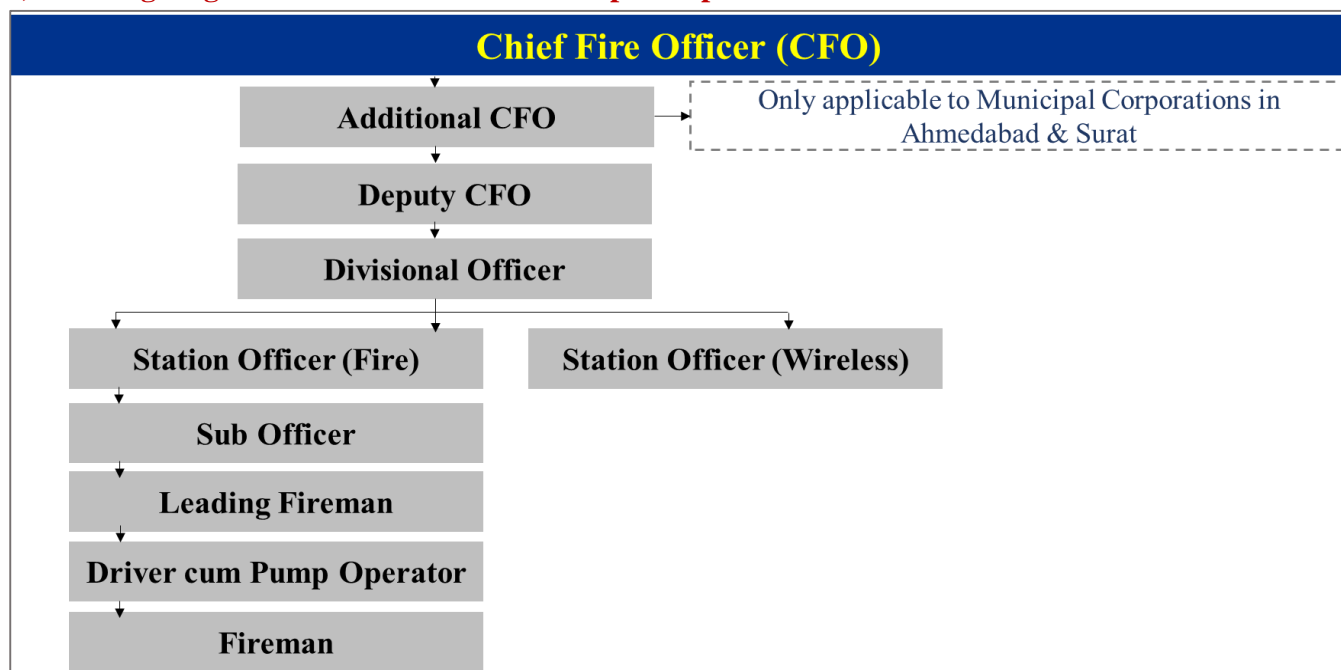 Chief Fire Officer (CFO)
Additional CFO
Only applicable to Municipal Corporations in
Ahmedabad & Surat
Deputy CFO
Divisional Officer
Station Officer (Fire)
Station Officer (Wireless)
Sub Officer
Leading Fireman
Driver cum Pump Operator
Fireman